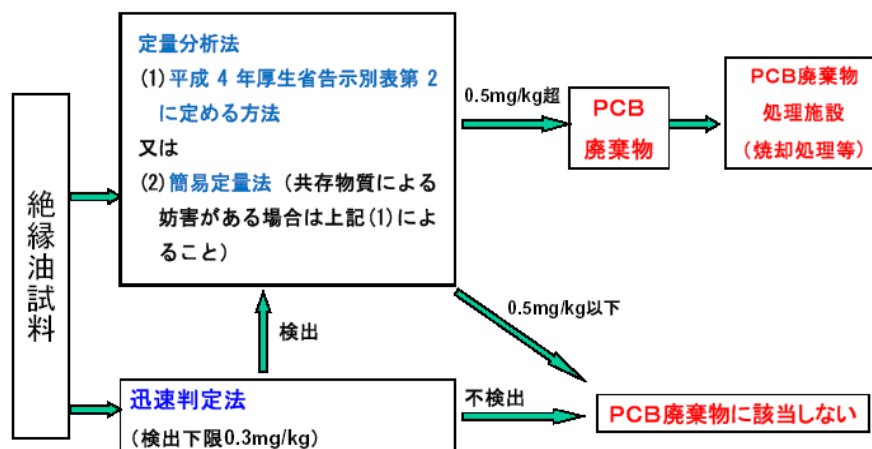 絶縁油試料
定量分析法
(1)平成 4 年厚生省告示別表第 2
に定める方法
又は
(2)簡易定量法（共存物質による
妨害がある場合は上記(1)によ
ること）
0.5mg/kg超
PCB
廃棄物
PCB廃棄物
処理施設
（焼却処理等）
検出
0.5mg/kg以下
迅速判定法
（検出下限0.3mg/kg）
不検出
PCB廃棄物に該当しない